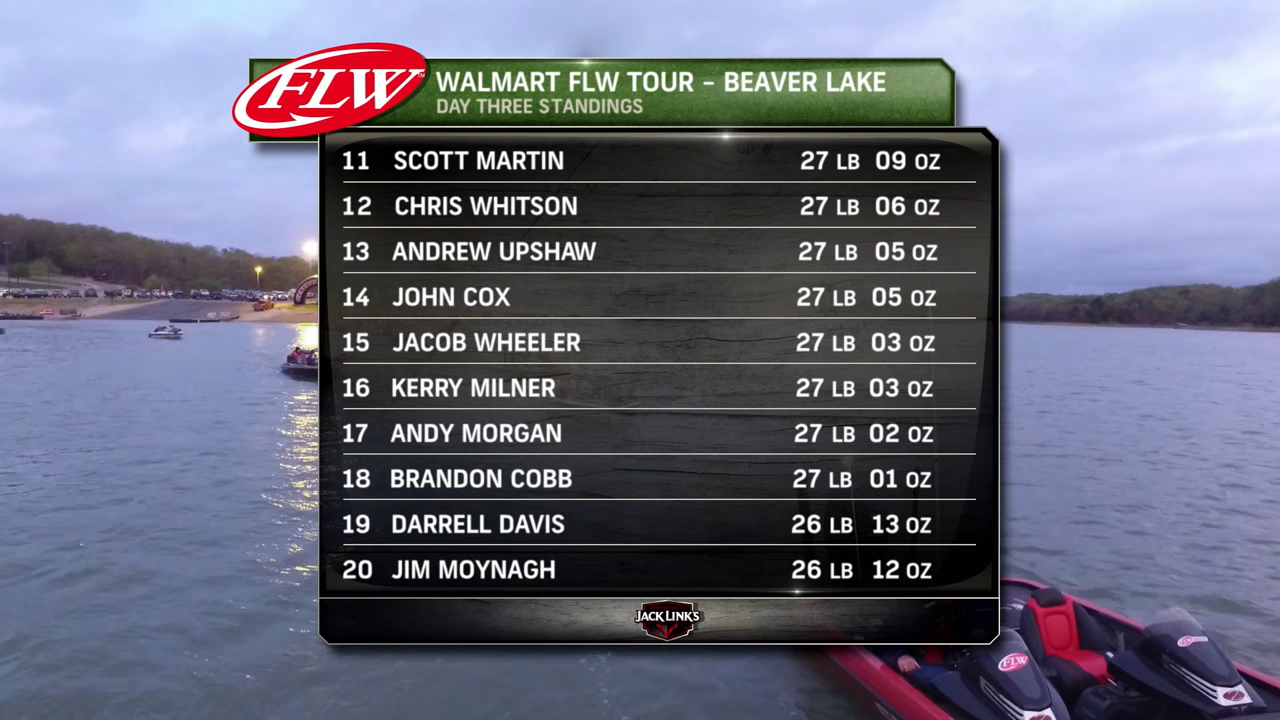 FLW
WALMART FLW TOUR – BEAVER LAKE
DAY THREE STANDINGS
11 SCOTT MARTIN 27 LB 09 OZ
12 CHRIS WHITSON 27 LB 06 OZ
13 ANDREW UPSHAW 27 LB 05 OZ
14 JOHN COX 27 LB 05 OZ
15 JACOB WHEELER 27 LB 03 OZ
16 KERRY MILNER 27 LB 03 OZ
17 ANDY MORGAN 27 LB 02 OZ
18 BRANDON COBB 27 LB 01 OZ
19 DARRELL DAVIS 26 LB 13 OZ
20 JIM MOYNAGH 26 LB 12 OZ
JACK LINK'S
FLW